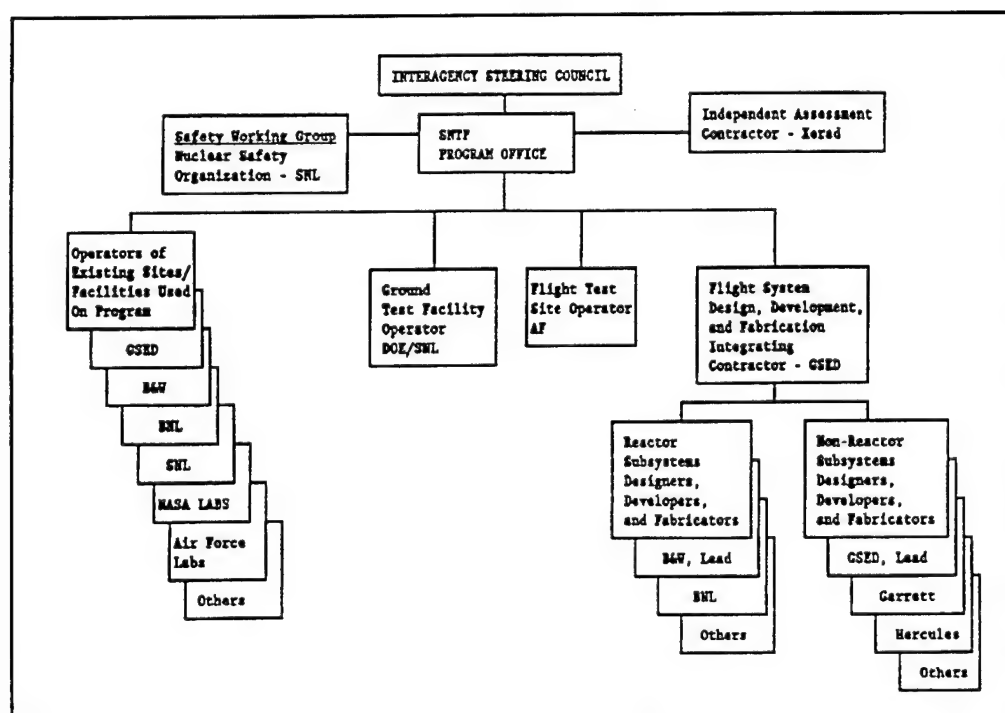 INTERAGENCY STEERING COUNCIL
Safety Working Group
Nuclear Safety
Organization - SNL
SNTP
PROGRAM OFFICE
Independent Assessment
Contractor - Xerad
Operators of
Existing Sites/
Facilities Used
On Program
GSED
B&W
BNL
SNL
NASA LABS
Air Force
Labs
Others
Ground
Test Facility
Operator
DOE/SNL
Flight Test
Site Operator
AF
Flight System
Design, Development,
and Fabrication
Integrating
Contractor - GSED
Reactor
Subsystems
Designers,
Developers,
and Fabricators
B&W, Lead
BNL
Others
Non-Reactor
Subsystems
Designers,
Developers,
and Fabricators
GSED, Lead
Garrett
Hercules
Others